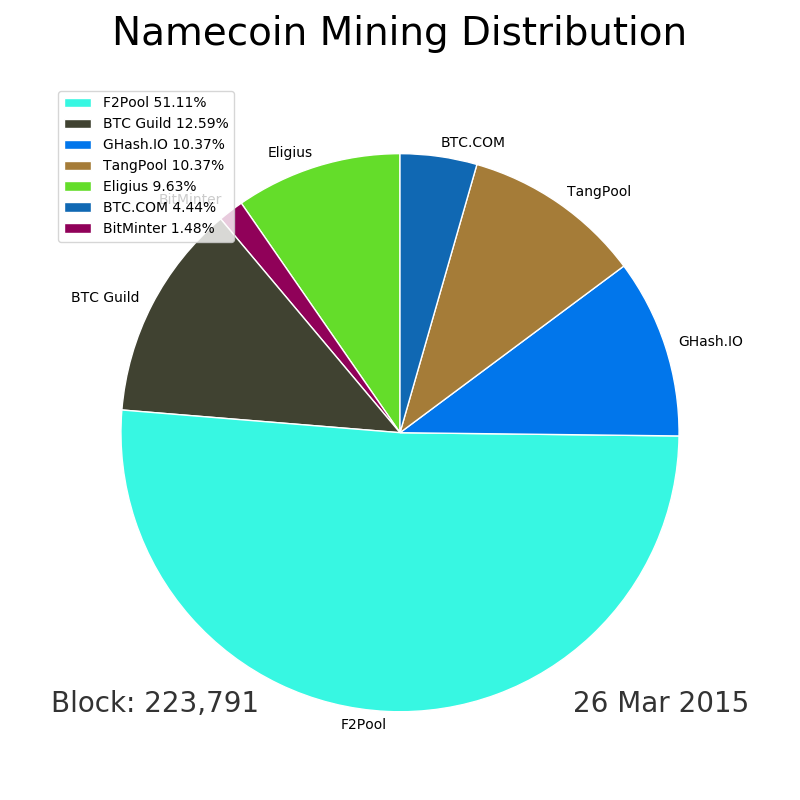 Namecoin Mining Distribution
F2Pool 51.11%
BTC Guild 12.59%
GHash.IO 10.37%
TangPool 10.37%
Eligius 9.63%
BTC.COM 4.44%
BitMinter 1.48%
BTC.COM
Eligius
TangPool
BitMinter
BTC Guild
GHash.IO
Block: 223,791
26 Mar 2015
F2Pool